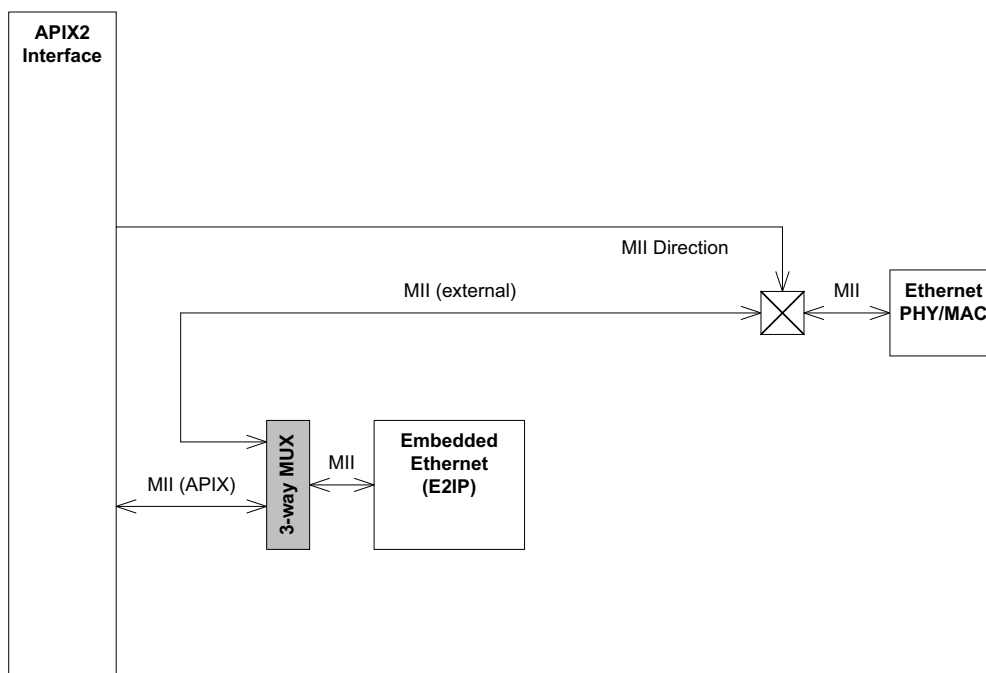 APIX2
Interface
MII Direction
MII (external)
MII
Ethernet
PHY/MAC
3-way MUX
MII
Embedded
Ethernet
(E2IP)
MII (APIX)